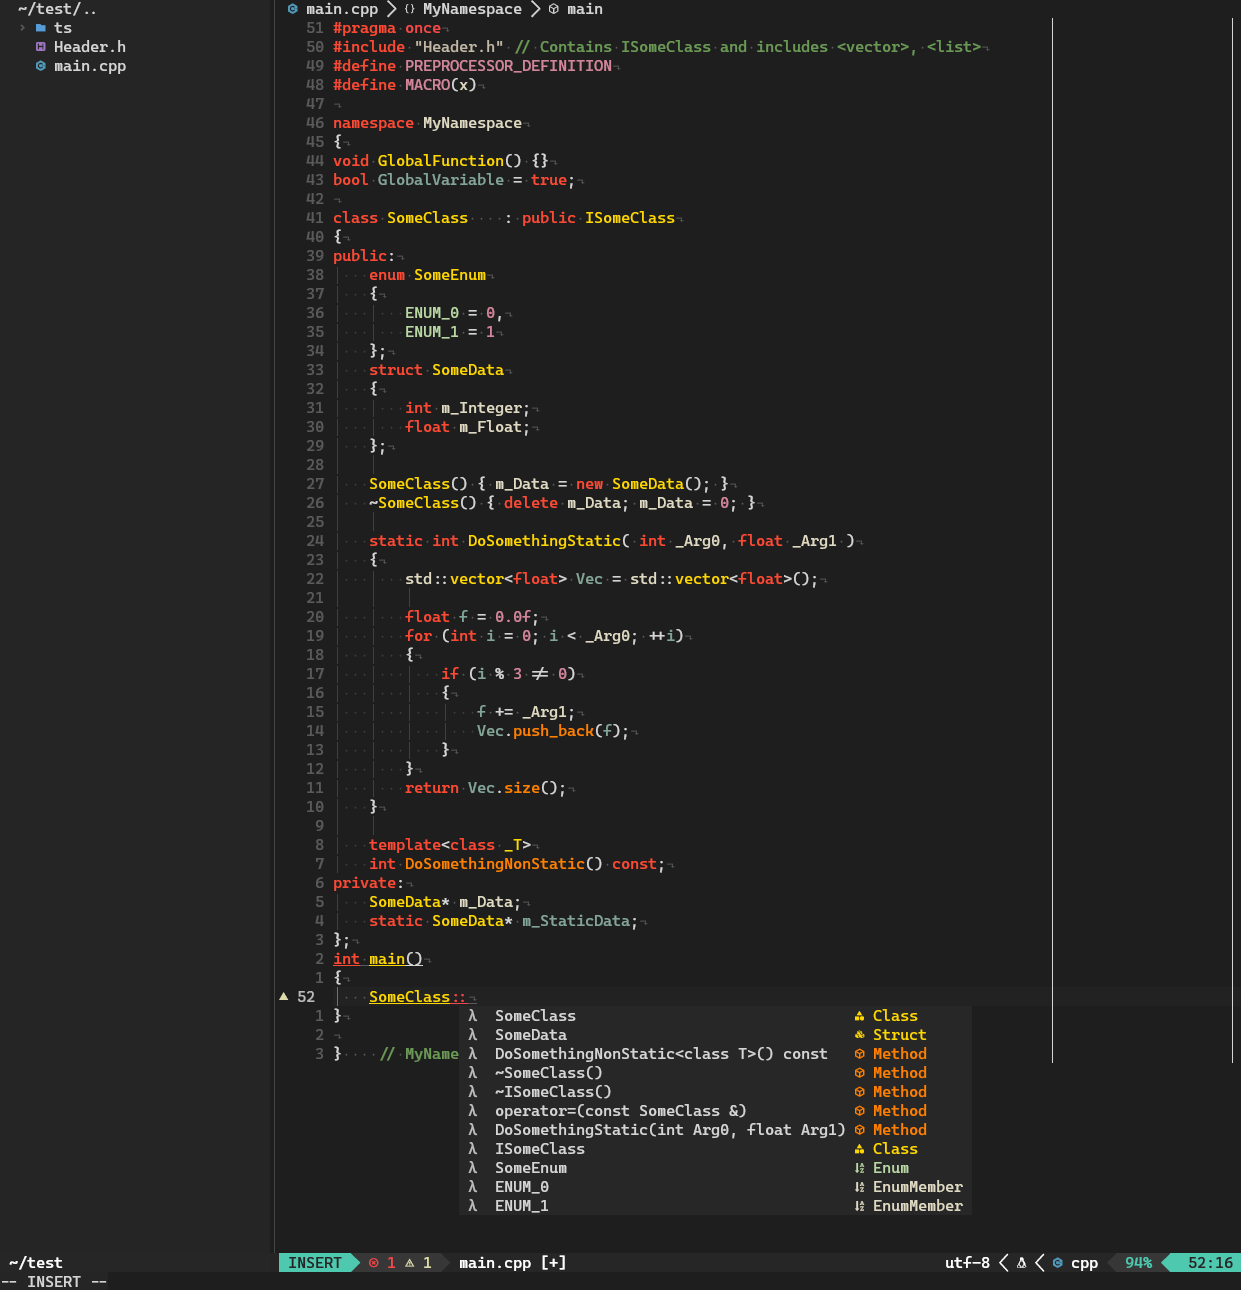 ~/test/..
ts
Header.h
main.cpp
main.cpp > {} MyNamespace > main
51 #pragma once
50 #include "Header.h" // Contains ISomeClass and includes <vector>, <list>
49 #define PREPROCESSOR_DEFINITION
48 #define MACRO(x)
47
46 namespace MyNamespace
45 {
44 void GlobalFunction() {}
43 bool GlobalVariable = true;
42
41 class SomeClass    : public ISomeClass
40 {
39 public:
38     enum SomeEnum
37     {
36         ENUM_0 = 0,
35         ENUM_1 = 1
34     };
33     struct SomeData
32     {
31         int m_Integer;
30         float m_Float;
29     };
28
27     SomeClass() { m_Data = new SomeData(); }
26     ~SomeClass() { delete m_Data; m_Data = 0; }
25
24     static int DoSomethingStatic( int _Arg0, float _Arg1 )
23     {
22         std::vector<float> Vec = std::vector<float>();
21
20         float f = 0.0f;
19         for (int i = 0; i < _Arg0; ++i)
18         {
17             if (i % 3 != 0)
16             {
15                 f += _Arg1;
14                 Vec.push_back(f);
13             }
12         }
11         return Vec.size();
10     }
9
8     template<class _T>
7     int DoSomethingNonStatic() const;
6 private:
5     SomeData* m_Data;
4     static SomeData* m_StaticData;
3 };
2 int main()
1 {
52     SomeClass::
1 }
2
3 }    // MyName
λ SomeClass Class
λ SomeData Struct
λ DoSomethingNonStatic<class T>() const Method
λ ~SomeClass() Method
λ ~ISomeClass() Method
λ operator=(const SomeClass &) Method
λ DoSomethingStatic(int Arg0, float Arg1) Method
λ ISomeClass Class
λ SomeEnum Enum
λ ENUM_0 EnumMember
λ ENUM_1 EnumMember
~/test
INSERT 1 1 main.cpp [+] utf-8 < < cpp 94% 52:16
-- INSERT --